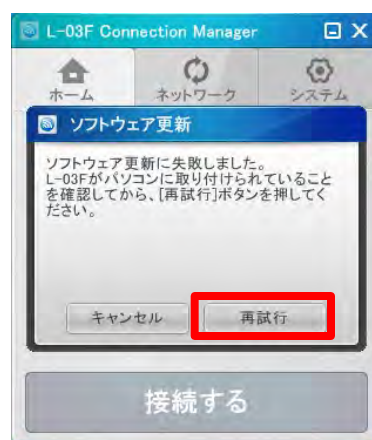 L-03F Connection Manager
ホーム ネットワーク システム
ソフトウェア更新
ソフトウェア更新に失敗しました。
L-03Fがパソコンに取り付けられていること
を確認してから、[再試行]ボタンを押してく
ださい。
キャンセル 再試行
接続する